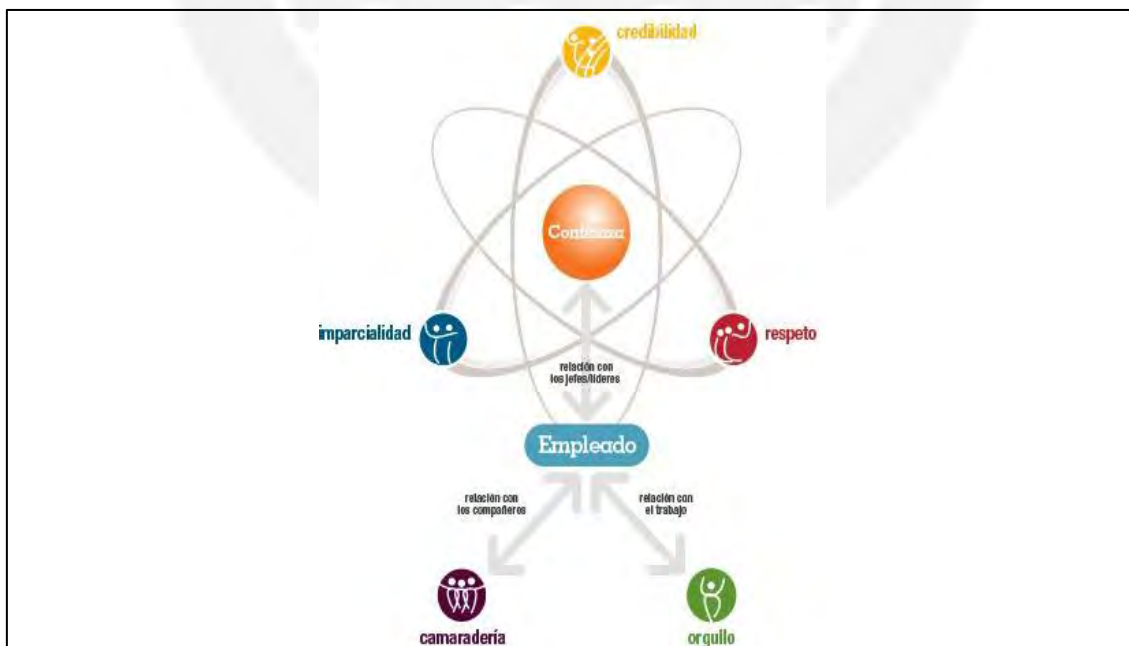 credibilidad
Confianza
imparcialidad
respeto
relación con
los jefes/líderes
Empleado
relación con
los compañeros
relación con
el trabajo
camaradería
orgullo